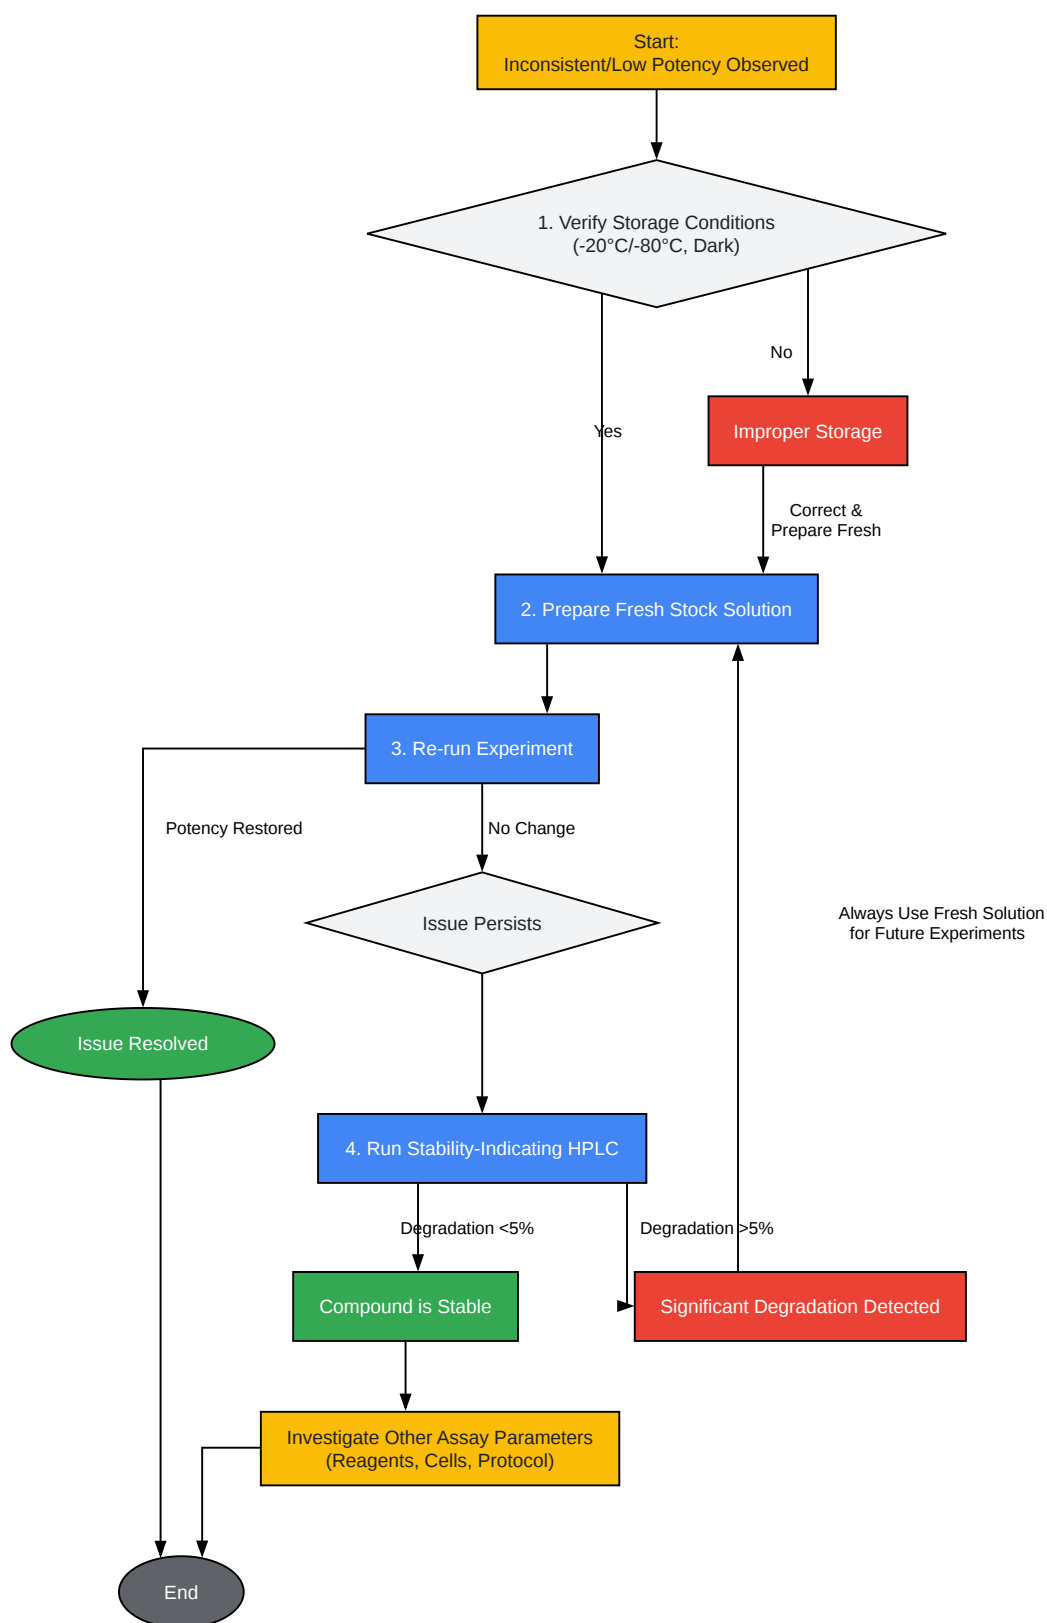 Start:
Inconsistent/Low Potency Observed
1. Verify Storage Conditions
(-20°C/-80°C, Dark)
No
Yes
Improper Storage
Correct &
Prepare Fresh
2. Prepare Fresh Stock Solution
3. Re-run Experiment
Potency Restored
No Change
Issue Persists
Always Use Fresh Solution
for Future Experiments
Issue Resolved
4. Run Stability-Indicating HPLC
Degradation <5%
Degradation >5%
Compound is Stable
Significant Degradation Detected
Investigate Other Assay Parameters
(Reagents, Cells, Protocol)
End